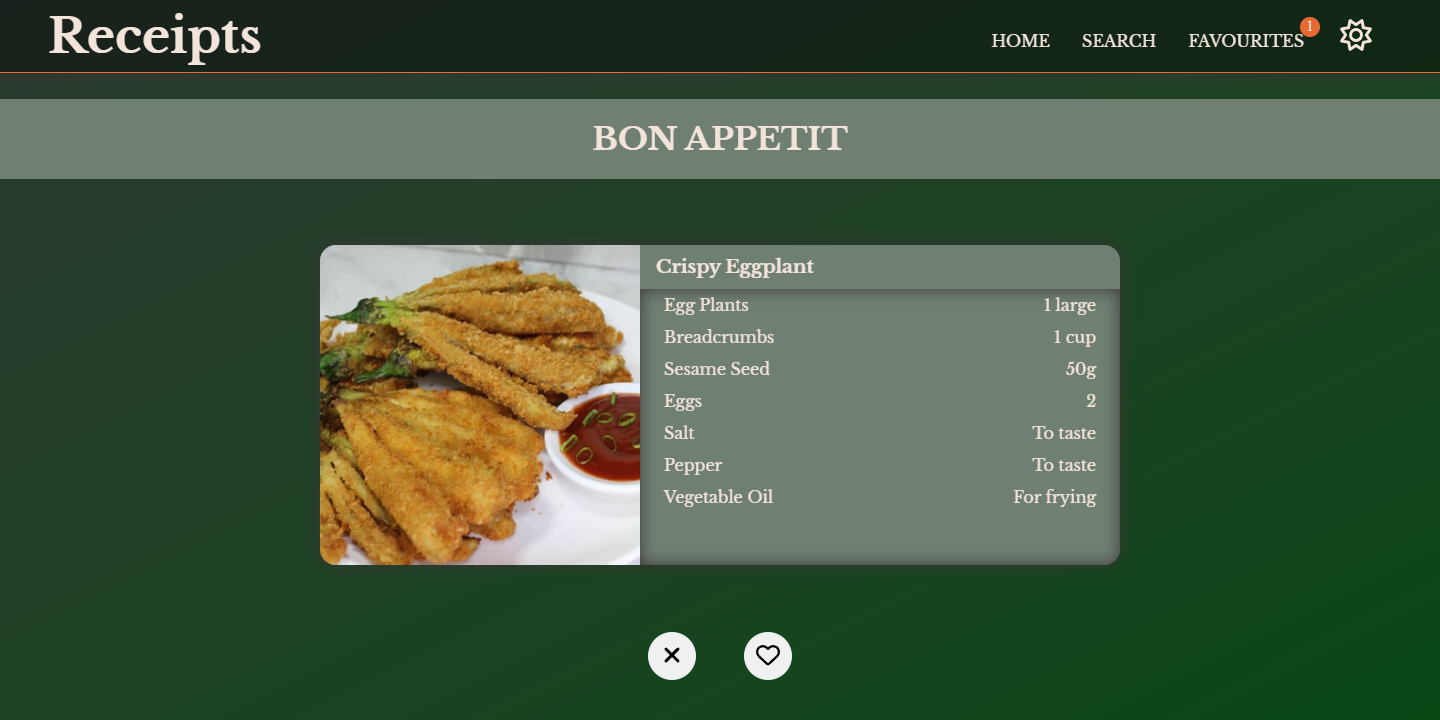 Receipts
HOME SEARCH FAVOURITES 1
BON APPETIT
Crispy Eggplant
Egg Plants 1 large
Breadcrumbs 1 cup
Sesame Seed 50g
Eggs 2
Salt To taste
Pepper To taste
Vegetable Oil For frying